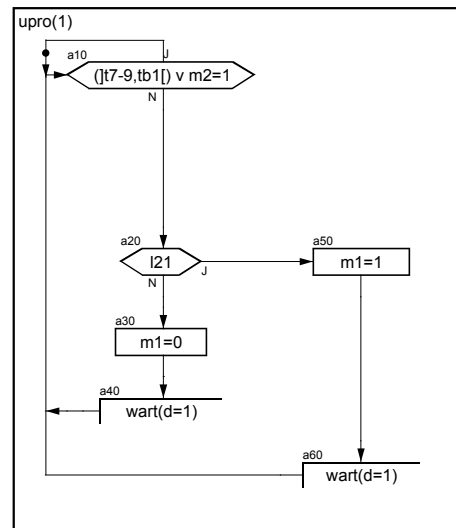 upro(1)
J
a10
(]t7-9,tb1[) v m2=1
N
a20
l21
J
N
a50
m1=1
a30
m1=0
a40
wart(d=1)
a60
wart(d=1)